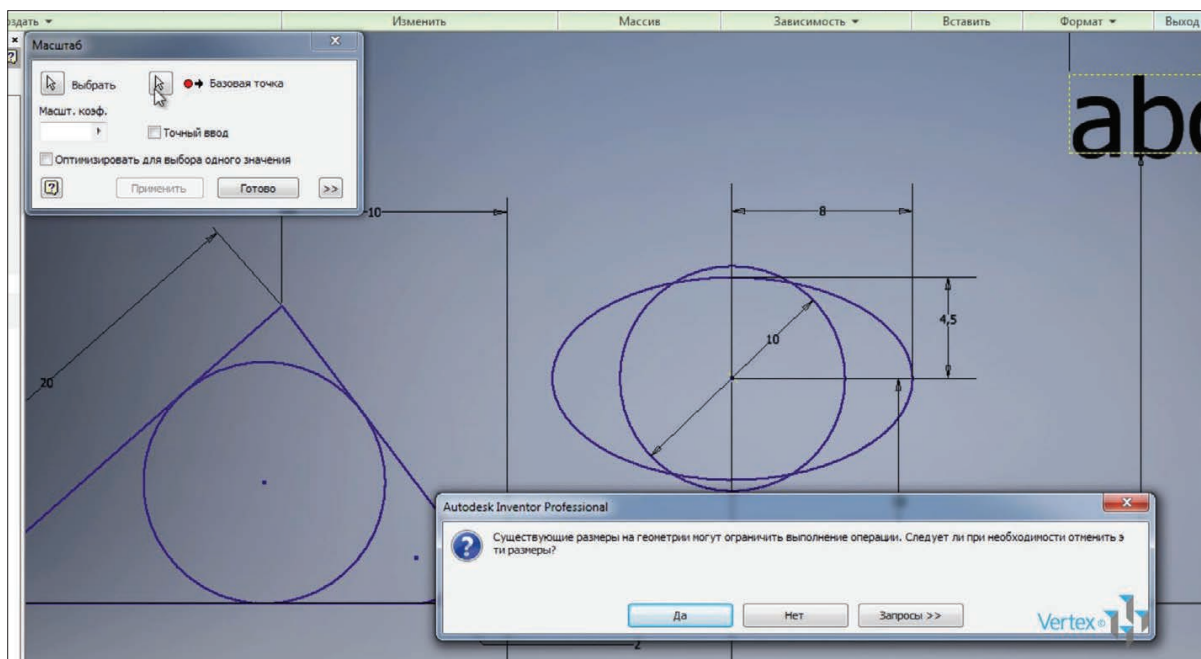 здать Изменить Массив Зависимость Вставить Формат Выход
Масштаб
Выбрать Базовая точка
Масшт. коэф.
Точный ввод
Оптимизировать для выбора одного значения
Применить Готово >>
abc
10
8
20
10
4,5
Autodesk Inventor Professional
Существующие размеры на геометрии могут ограничить выполнение операции. Следует ли при необходимости отменить э
ти размеры?
Да Нет Запросы >>
Vertex ®
2